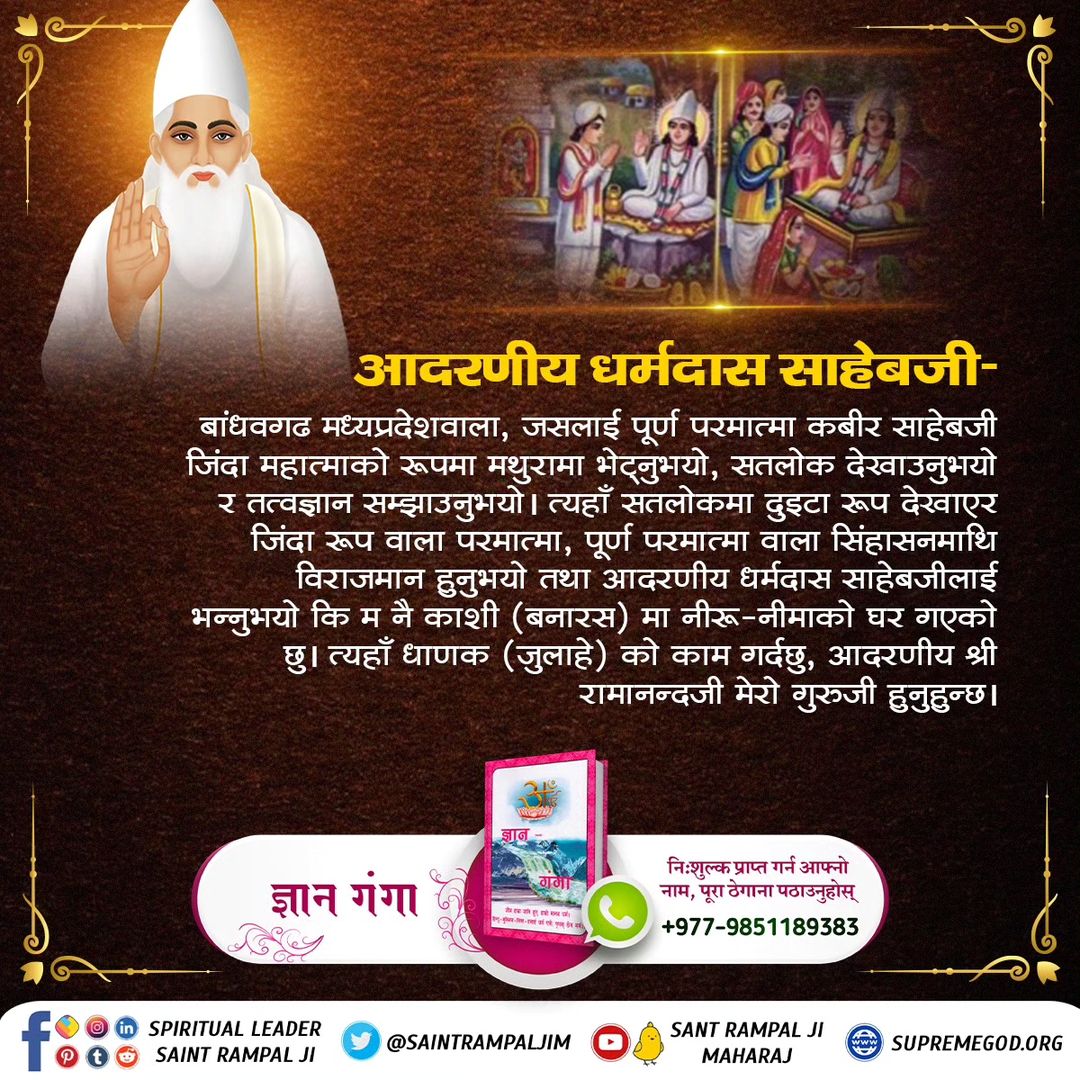 आदरणीय धर्मदास साहेबजी-
बांधवगढ मध्यप्रदेशवाला, जसलाई पूर्ण परमात्मा कबीर साहेबजी
जिंदा महात्माको रूपमा मथुरामा भेट्नुभयो, सतलोक देखाउनुभयो
र तत्वज्ञान सम्झाउनुभयो। त्यहाँ सतलोकमा दुइटा रूप देखाएर
जिंदा रूप वाला परमात्मा, पूर्ण परमात्मा वाला सिंहासनमाथि
विराजमान हुनुभयो तथा आदरणीय धर्मदास साहेबजीलाई
भन्नुभयो कि म नै काशी (बनारस) मा नीरू-नीमाको घर गएको
छु। त्यहाँ धाणक (जुलाहे) को काम गर्दछु, आदरणीय श्री
रामानन्दजी मेरो गुरुजी हुनुहुन्छ।
ज्ञान गंगा
ज्ञान -
गंगा
नि:शुल्क प्राप्त गर्न आफ्नो
नाम, पूरा ठेगाना पठाउनुहोस्
+977-9851189383
SPIRITUAL LEADER
SAINT RAMPAL JI
@SAINTRAMPALJIM
SANT RAMPAL JI
MAHARAJ
SUPREMEGOD.ORG